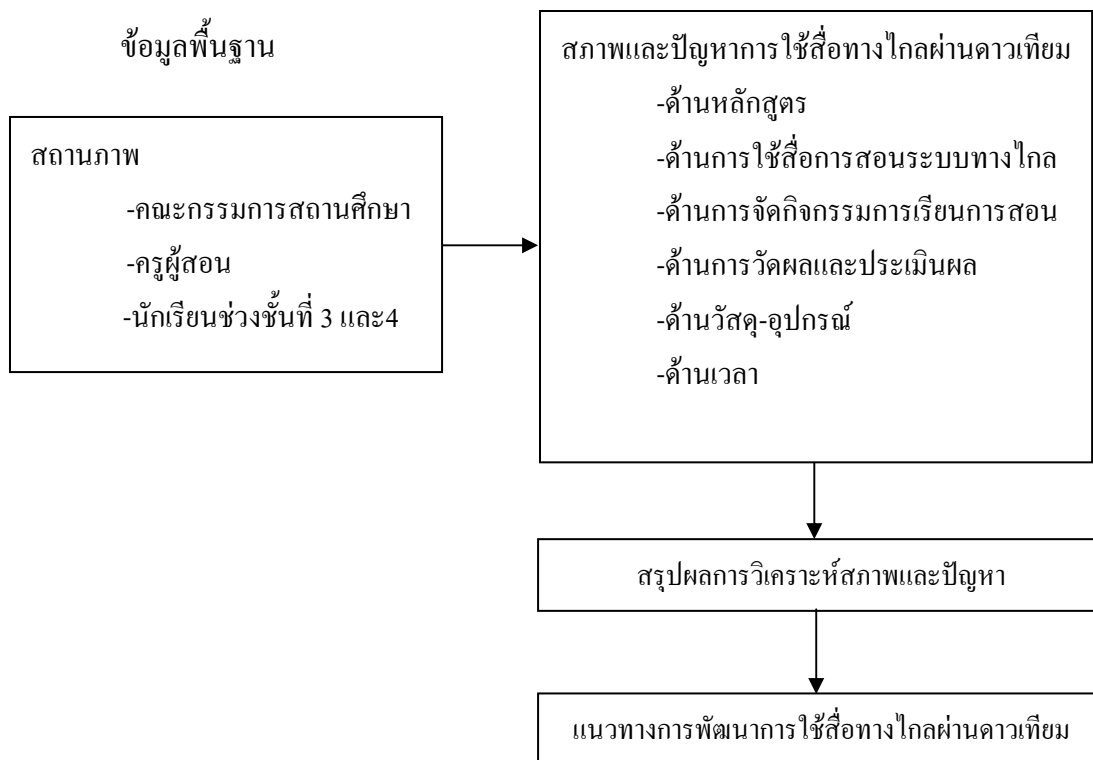 ข้อมูลพื้นฐาน
สถานภาพ
-คณะกรรมการสถานศึกษา
-ครูผู้สอน
-นักเรียนช่วงชั้นที่ 3 และ4
สภาพและปัญหาการใช้สื่อทางไกลผ่านดาวเทียม
-ด้านหลักสูตร
-ด้านการใช้สื่อการสอนระบบทางไกล
-ด้านการจัดกิจกรรมการเรียนการสอน
-ด้านการวัดผลและประเมินผล
-ด้านวัสดุ-อุปกรณ์
-ด้านเวลา
สรุปผลการวิเคราะห์สภาพและปัญหา
แนวทางการพัฒนาการใช้สื่อทางไกลผ่านดาวเทียม